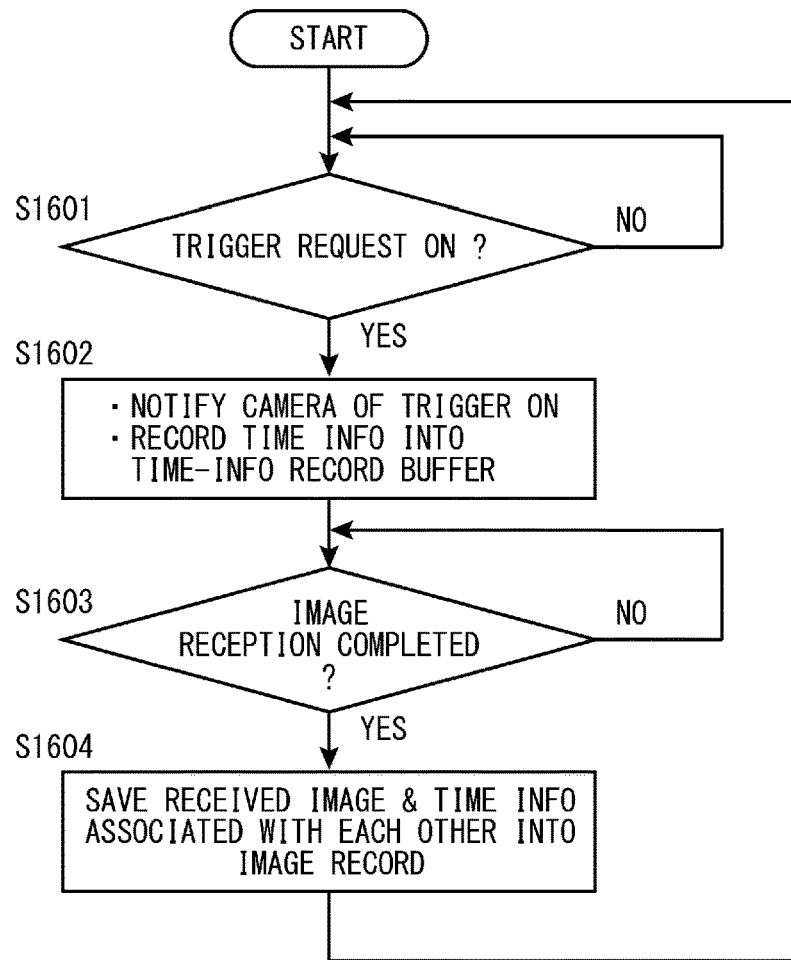 START
S1601
TRIGGER REQUEST ON ?
NO
YES
S1602
・NOTIFY CAMERA OF TRIGGER ON
・RECORD TIME INFO INTO
TIME-INFO RECORD BUFFER
S1603
IMAGE
RECEPTION COMPLETED
?
NO
YES
S1604
SAVE RECEIVED IMAGE & TIME INFO
ASSOCIATED WITH EACH OTHER INTO
IMAGE RECORD